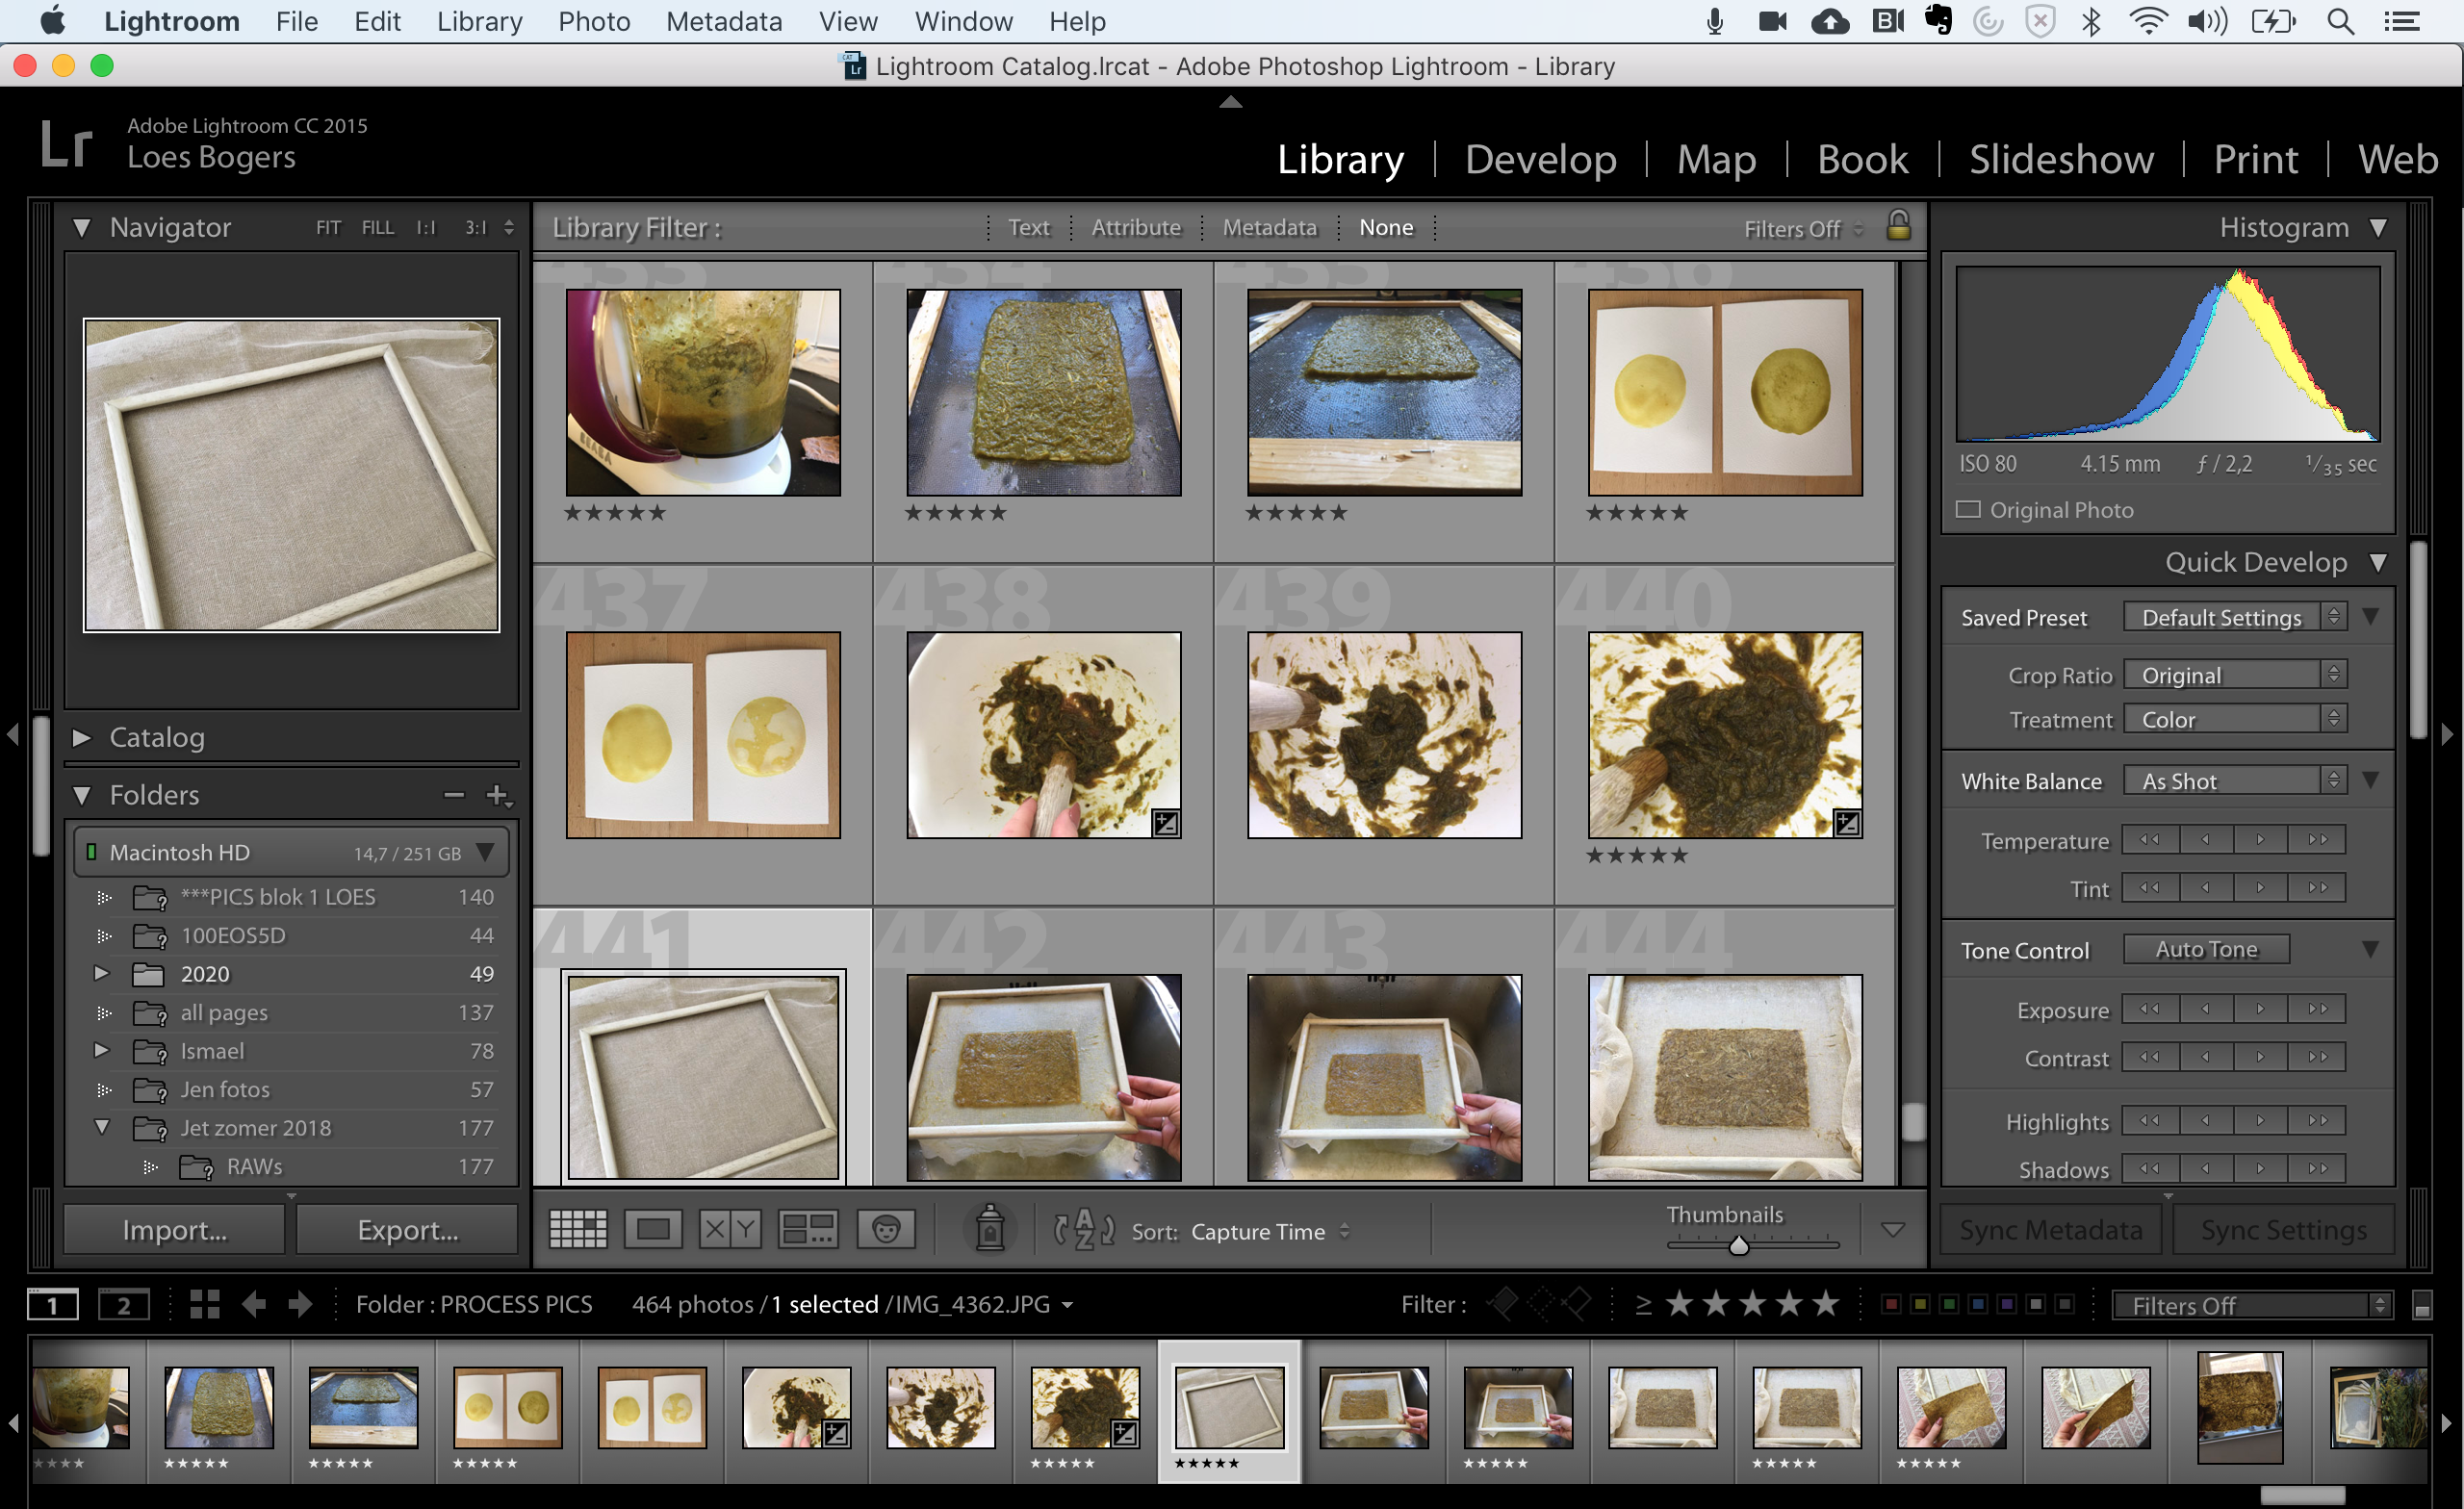 Lightroom File Edit Library Photo Metadata View Window Help
Lightroom Catalog.lrcat - Adobe Photoshop Lightroom - Library
Lr
Adobe Lightroom CC 2015
Loes Bogers
Library | Develop | Map | Book | Slideshow | Print | Web
Navigator FIT FILL 1:1 3:1
Library Filter : Text Attribute Metadata None Filters Off
Histogram
ISO 80 4.15 mm ƒ / 2,2 1/35 sec
Original Photo
Quick Develop
Saved Preset Default Settings
Crop Ratio Original
Treatment Color
White Balance As Shot
Temperature
Tint
Tone Control Auto Tone
Exposure
Contrast
Highlights
Shadows
Sync Metadata Sync Settings
Catalog
Folders
Macintosh HD 14,7 / 251 GB
***PICS blok 1 LOES 140
100EOS5D 44
2020 49
all pages 137
Ismael 78
Jen fotos 57
Jet zomer 2018 177
RAWs 177
Import... Export...
433 434 435 436
437 438 439 440
441 442 443 444
XY
Sort: Capture Time
Thumbnails
1 2 Folder : PROCESS PICS 464 photos / 1 selected / IMG_4362.JPG
Filter : ≥ ★★★★★ Filters Off